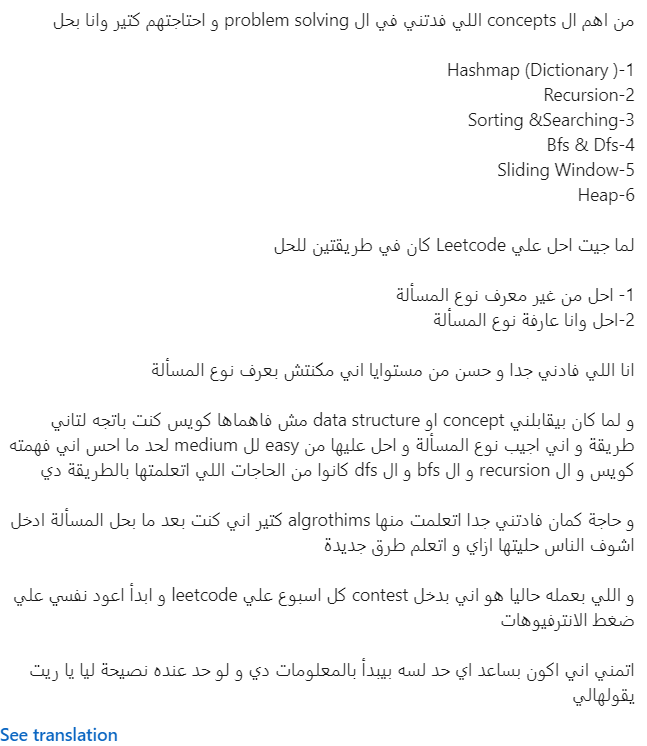 من اهم ال concepts اللي فدتني في ال problem solving و احتاجتهم كتير وانا بحل
1-Hashmap (Dictionary )
2-Recursion
3-Sorting &Searching
4-Bfs & Dfs
5-Sliding Window
6-Heap
لما جيت احل علي Leetcode كان في طريقتين للحل
1- احل من غير معرف نوع المسألة
2-احل وانا عارفة نوع المسألة
انا اللي فادني جدا و حسن من مستوايا اني مكنتش بعرف نوع المسألة
و لما كان بيقابلني concept او data structure مش فاهماها كويس كنت باتجه لتاني
طريقة و اني اجيب نوع المسألة و احل عليها من easy لل medium لحد ما احس اني فهمته
كويس و ال recursion و ال bfs و ال dfs كانوا من الحاجات اللي اتعلمتها بالطريقة دي
و حاجة كمان فادتني جدا اتعلمت منها algrothims كتير اني كنت بعد ما بحل المسألة ادخل
اشوف الناس حليتها ازاي و اتعلم طرق جديدة
و اللي بعمله حاليا هو اني بدخل contest كل اسبوع علي leetcode و ابدأ اعود نفسي علي
ضغط الانترفيوهات
اتمني اني اكون بساعد اي حد لسه بيبدأ بالمعلومات دي و لو حد عنده نصيحة ليا يا ريت
يقولهالي
See translation